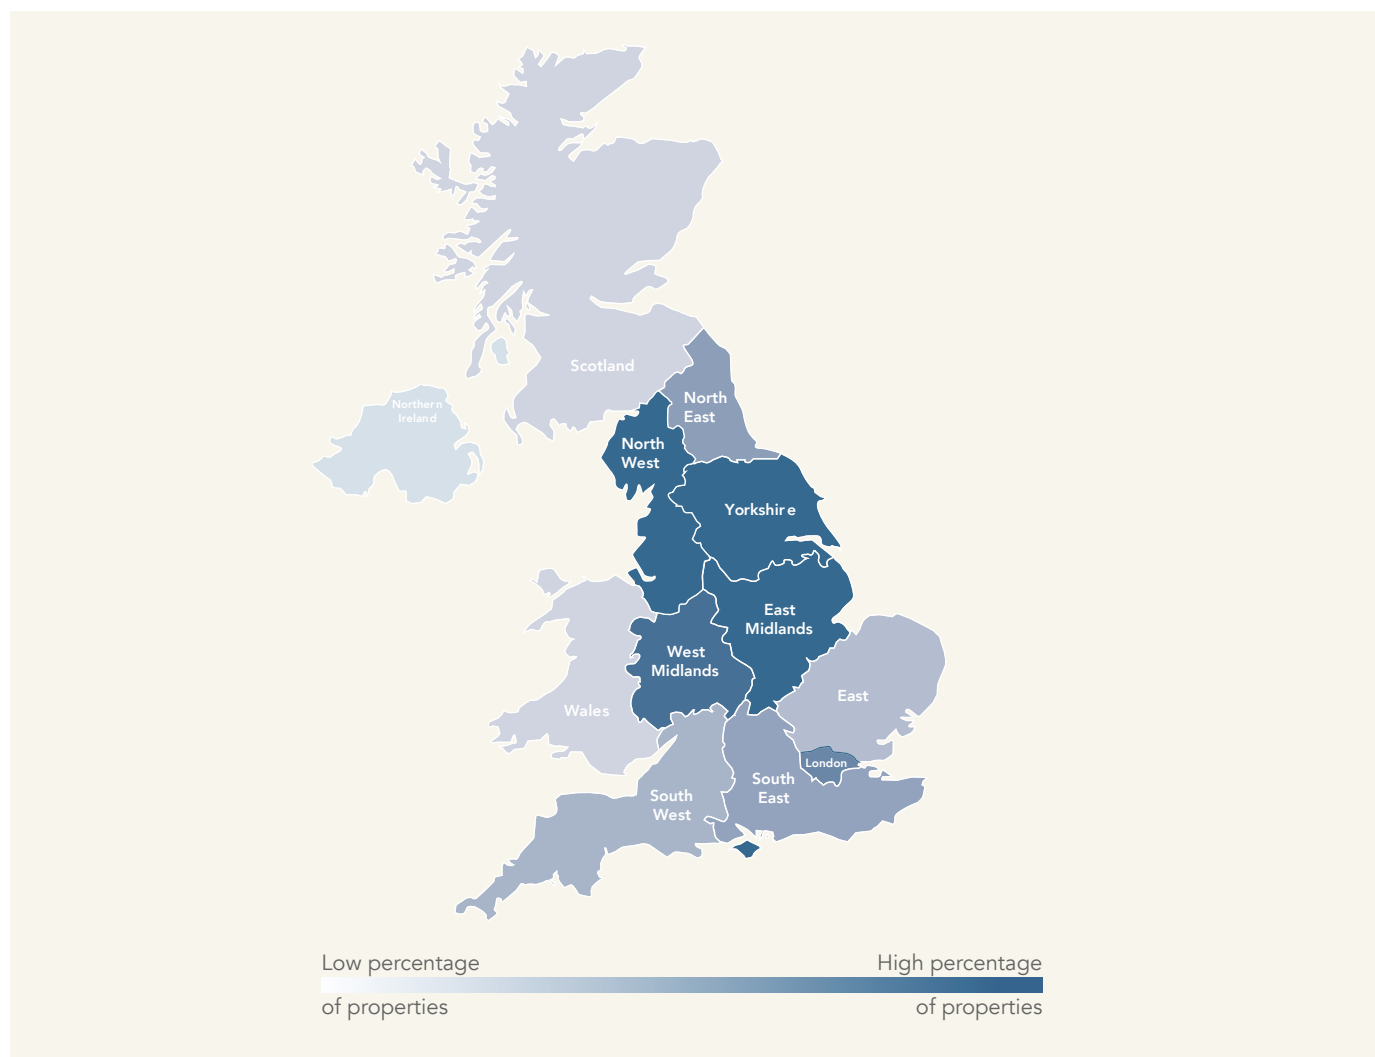 Scotland
Northern
Ireland
North
East
North
West
Yorkshire
East
Midlands
West
Midlands
East
Wales
London
South
East
South
West
Low percentage
High percentage
of properties
of properties